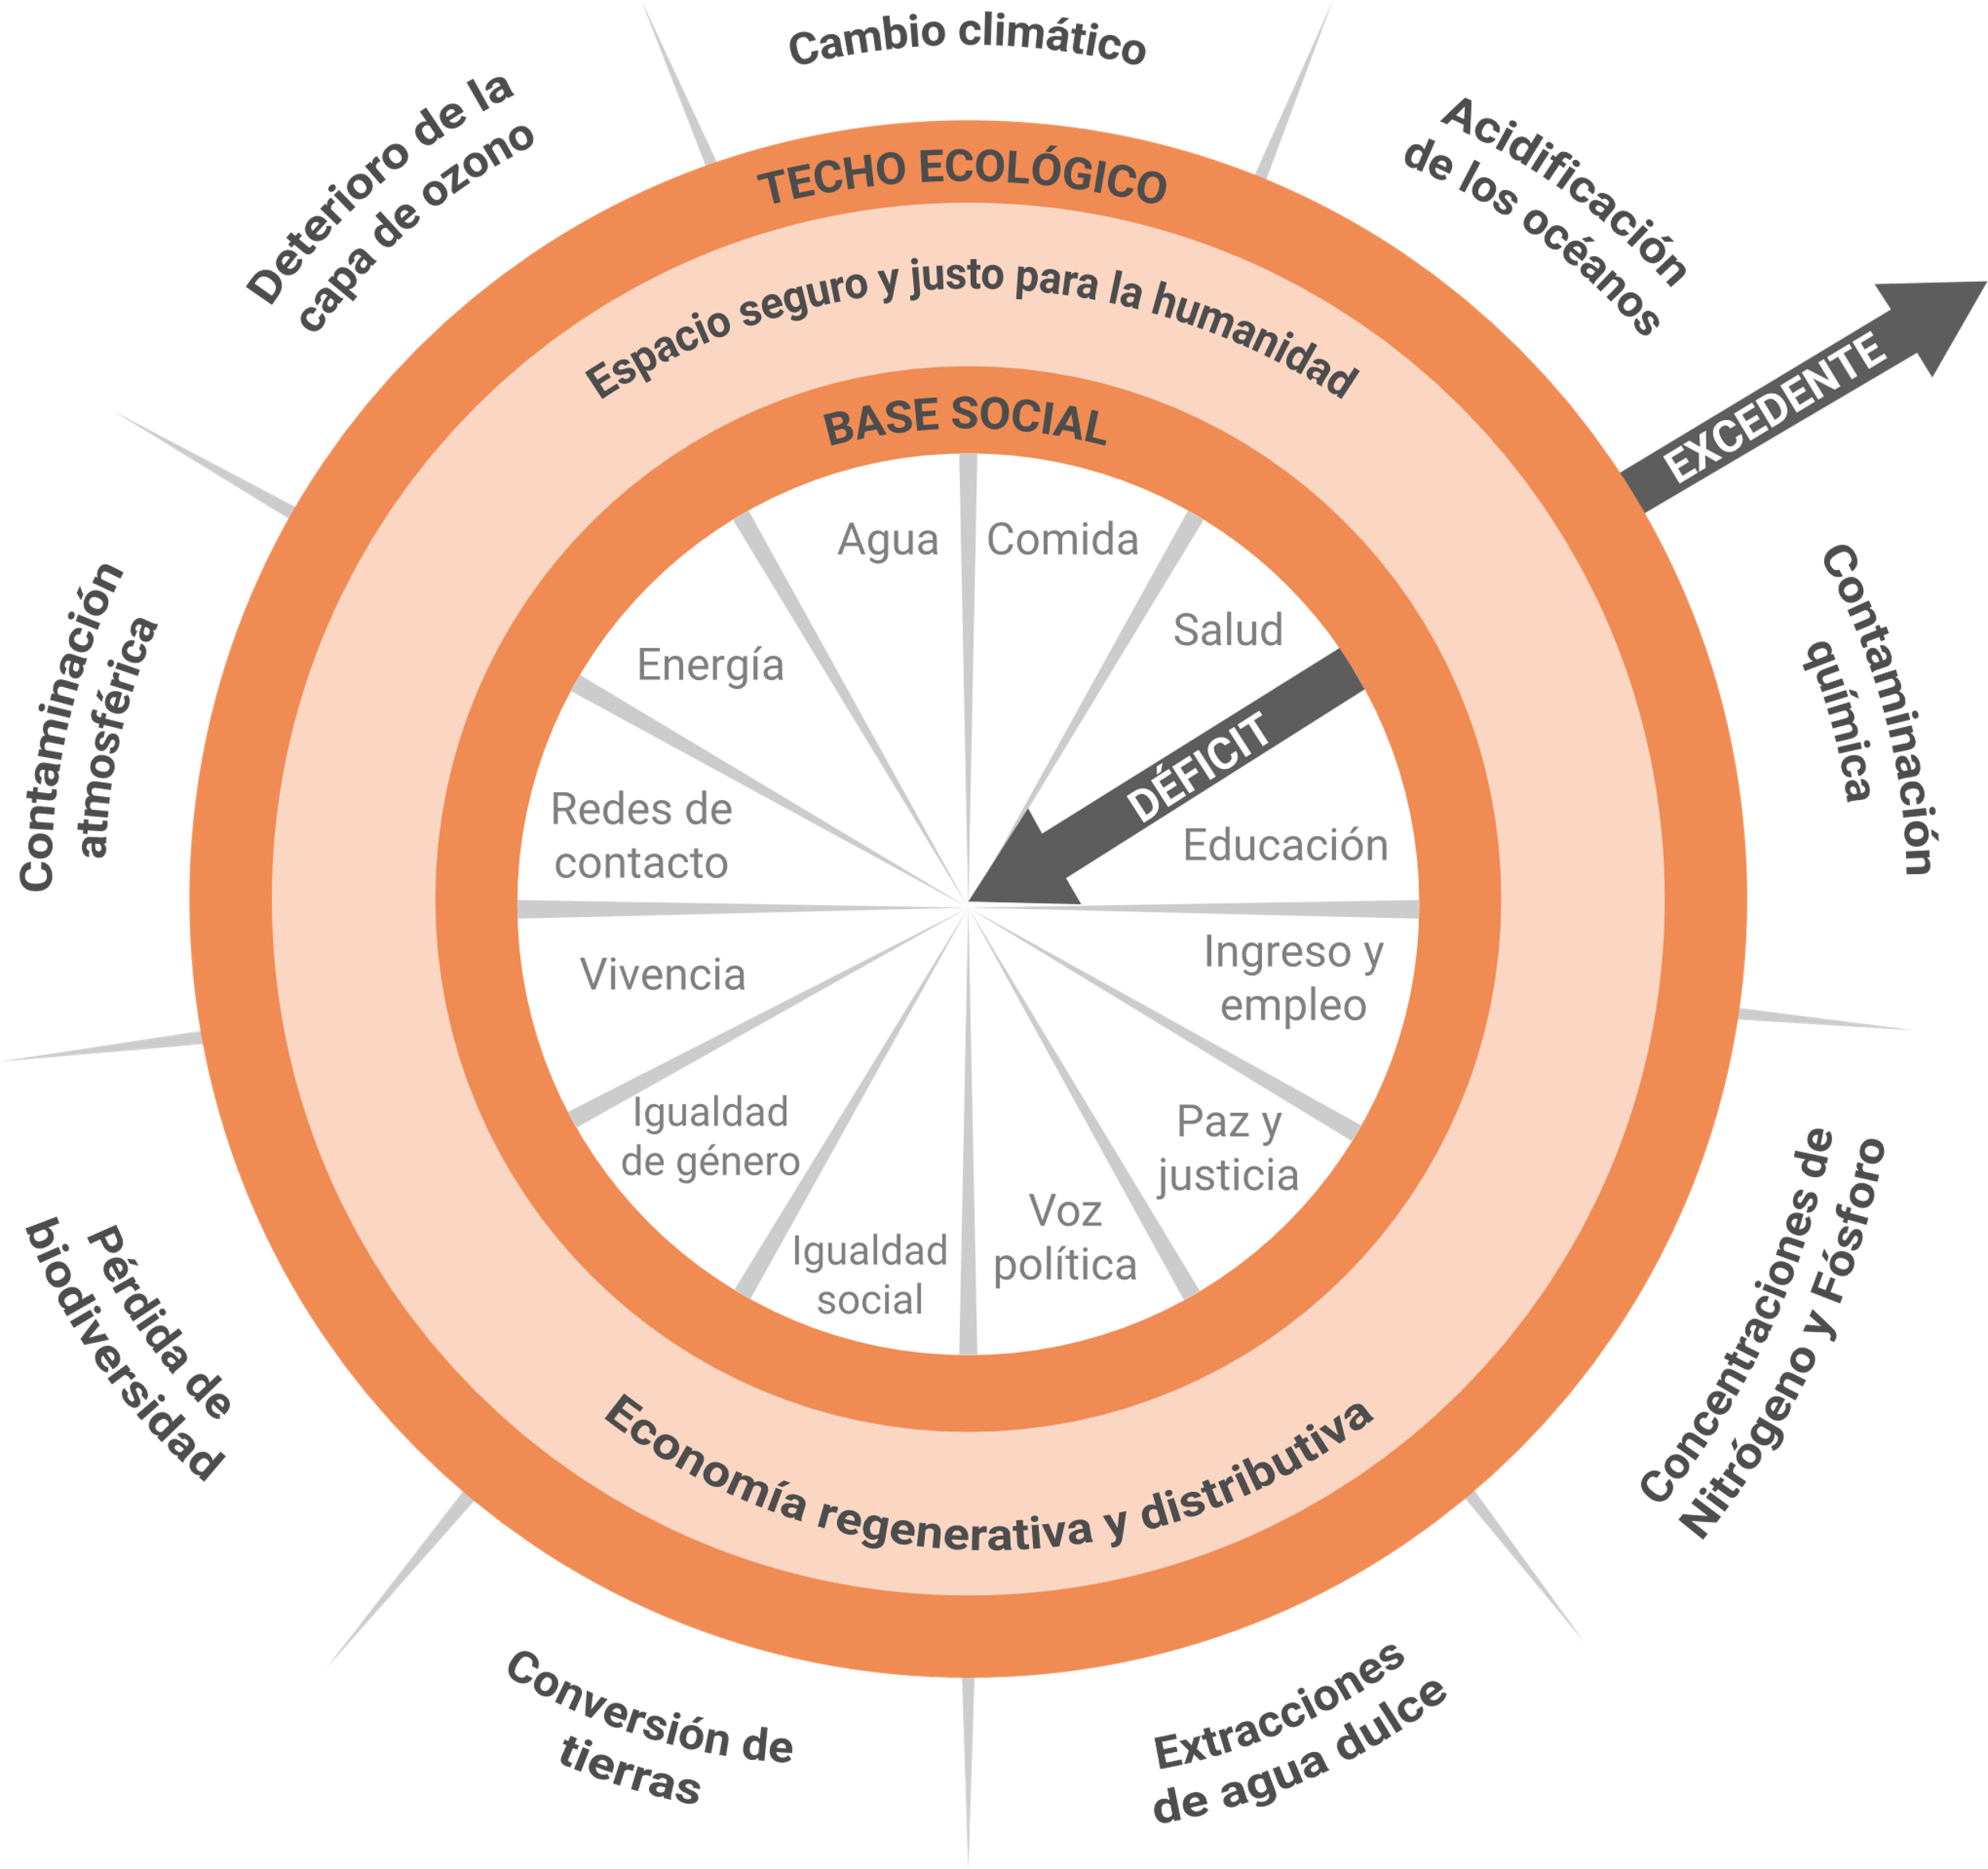 Cambio climático
Acidificación
de los océanos
EXCEDENTE
Contaminación
química
Concentraciones de
Nitrógeno y Fósforo
Extracciones
de agua dulce
Conversión de
tierras
Pérdida de
biodiversidad
Contaminación
atmosférica
Deterioro de la
capa de ozono
TECHO ECOLÓGICO
Espacio seguro y justo para la humanidad
BASE SOCIAL
Agua
Comida
Salud
DÉFICIT
Educación
Ingreso y
empleo
Paz y
justicia
Voz
política
Igualdad
social
Igualdad
de género
Vivencia
Redes de
contacto
Energía
Economía regenerativa y distributiva